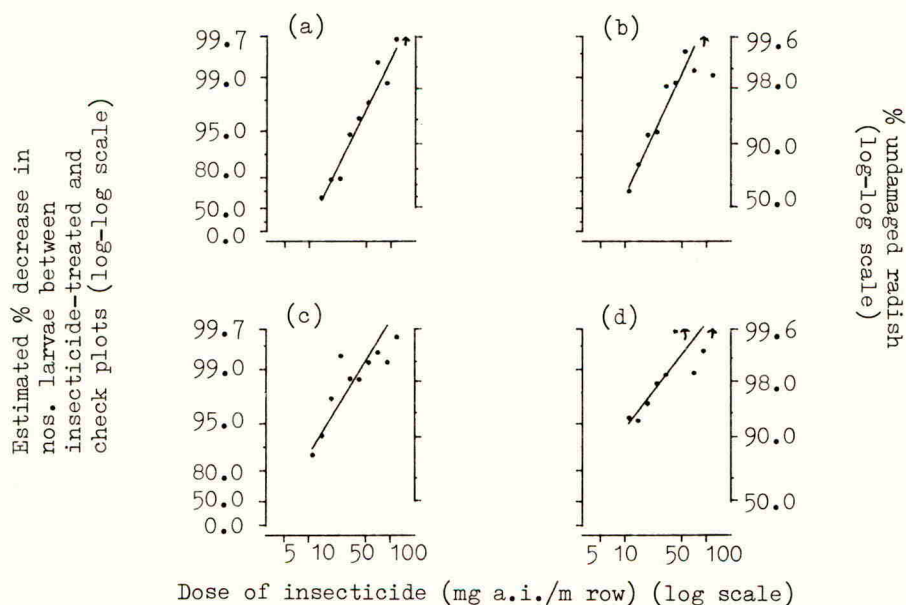 Estimated % decrease in
nos. larvae between
insecticide-treated and
check plots (log-log scale)
(a)
99.7
99.0
95.0
80.0
50.0
0.0
(b)
99.6
98.0
90.0
50.0
% undamaged radish
(log-log scale)
(c)
99.7
99.0
95.0
80.0
50.0
0.0
5 10 50 100
(d)
99.6
98.0
90.0
50.0
5 10 50 100
Dose of insecticide (mg a.i./m row) (log scale)